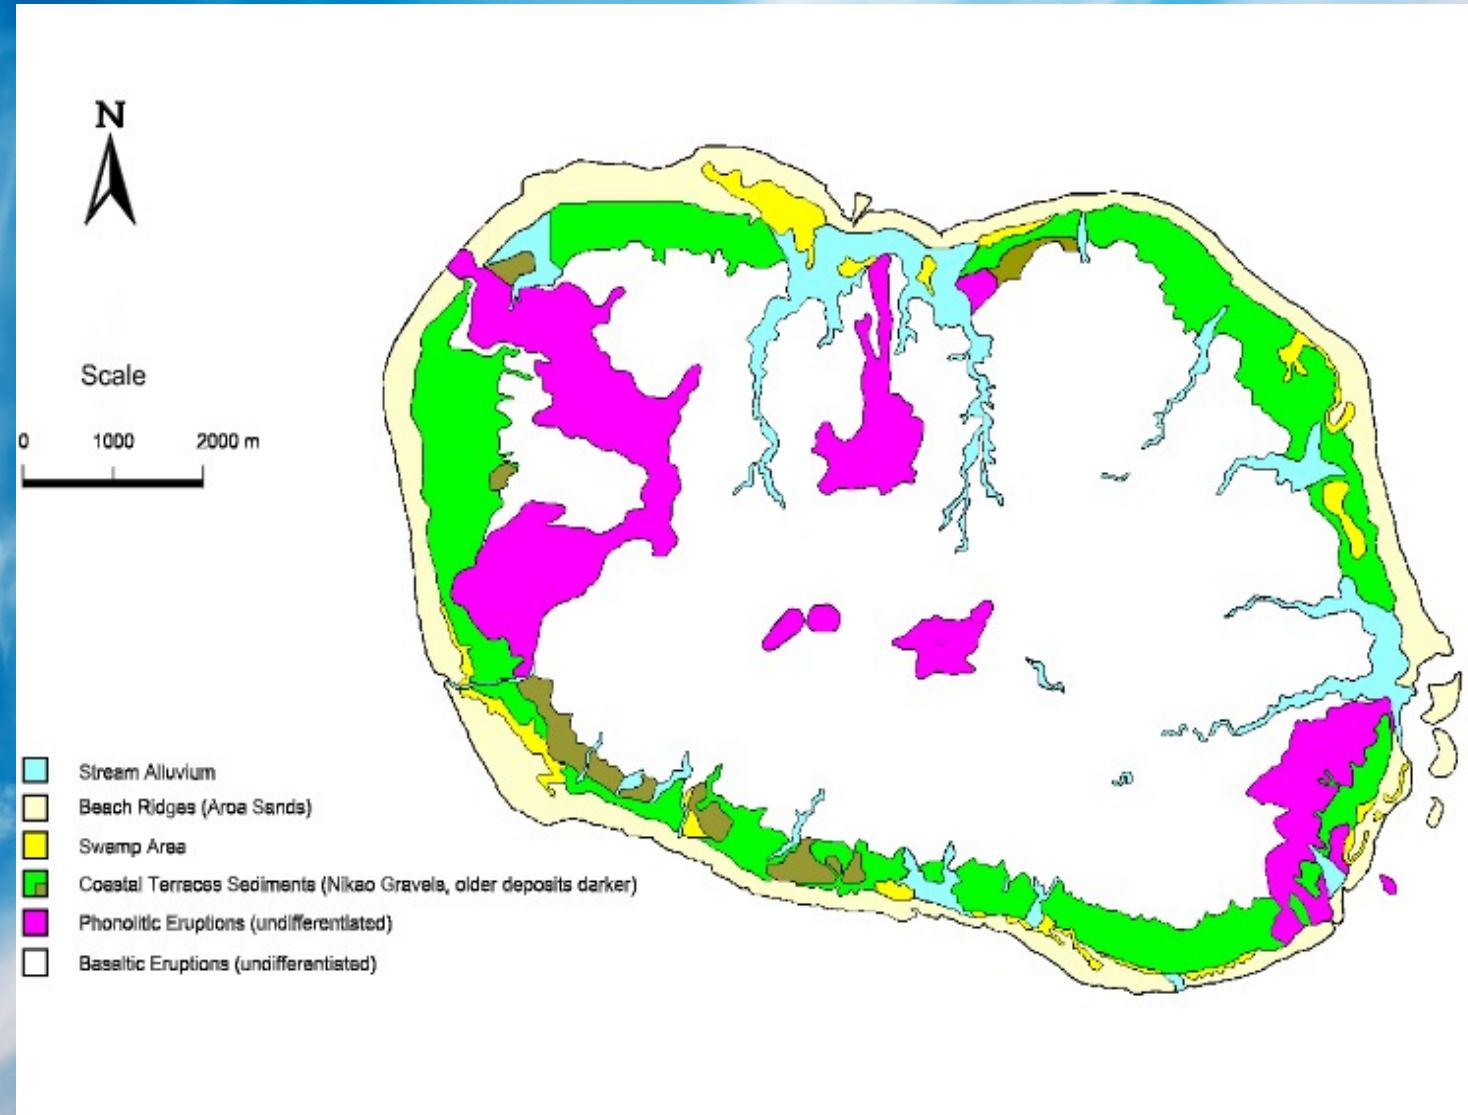 N
Scale
0 1000 2000 m
Stream Alluvium
Beach Ridges (Aroa Sands)
Swamp Area
Coastal Terraces Sediments (Nikao Gravels, older deposits darker)
Phonolitic Eruptions (undifferentiated)
Basaltic Eruptions (undifferentiated)